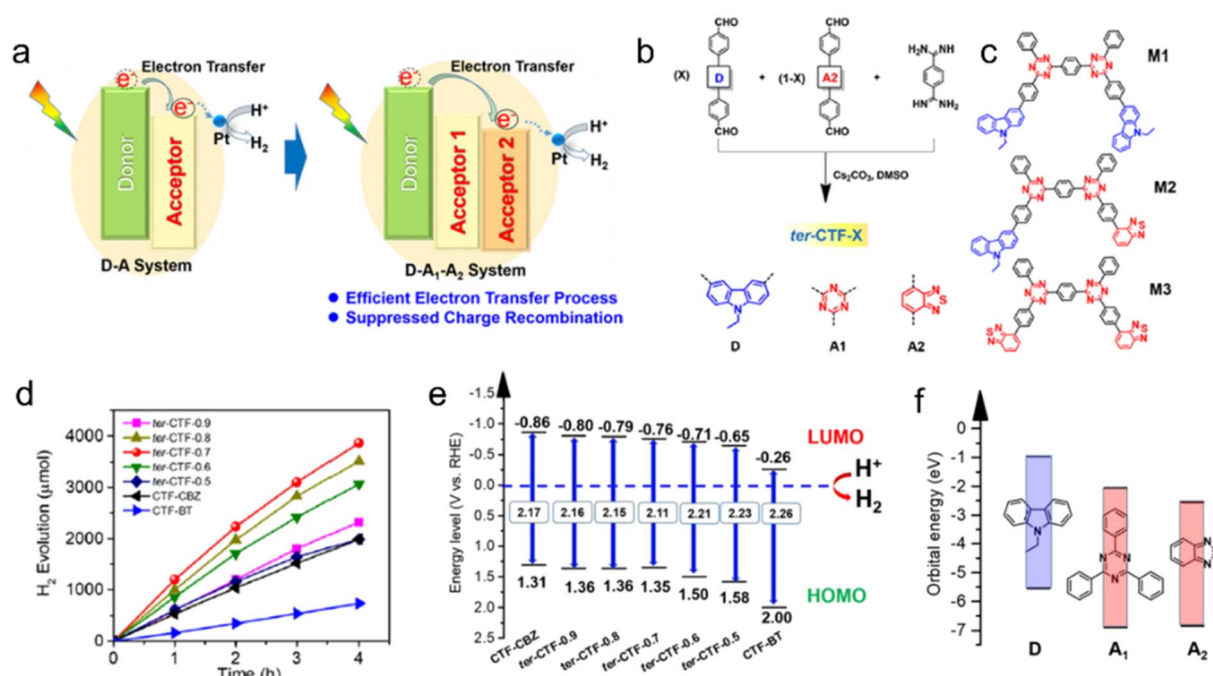 a
e⁻
Electron Transfer
e⁻
Donor
Acceptor
Pt
H⁺
H₂
D-A System
e⁻
Electron Transfer
e⁻
Donor
Acceptor 1
Acceptor 2
Pt
H⁺
H₂
D-A₁-A₂ System
Efficient Electron Transfer Process
Suppressed Charge Recombination
b
CHO
CHO
H₂N
NH
(X)
D
+
(1-X)
A2
+
CHO
CHO
HN
NH₂
Cs₂CO₃, DMSO
ter-CTF-X
N
N
N
N
N
S
N
D
A1
A2
c
M1
N
N
N
N
N
N
N
N
M2
N
N
N
N
N
N
N
S
N
N
M3
N
N
N
N
N
N
S
N
N
N
S
N
d
H₂ Evolution (μmol)
4000
3000
2000
1000
0
ter-CTF-0.9
ter-CTF-0.8
ter-CTF-0.7
ter-CTF-0.6
ter-CTF-0.5
CTF-CBZ
CTF-BT
0 1 2 3 4
Time (h)
e
Energy level (V vs. RHE)
-1.5
-1.0
-0.5
0.0
0.5
1.0
1.5
2.0
2.5
-0.86 -0.80 -0.79 -0.76 -0.71 -0.65 -0.26
LUMO
H⁺
H₂
2.17 2.16 2.15 2.11 2.21 2.23 2.26
1.31 1.36 1.36 1.35 1.50 1.58 2.00
HOMO
CTF-CBZ
ter-CTF-0.9
ter-CTF-0.8
ter-CTF-0.7
ter-CTF-0.6
ter-CTF-0.5
CTF-BT
f
Orbital energy (eV)
0
-1
-2
-3
-4
-5
-6
-7
N
N
N
N
N
N
D
A₁
A₂